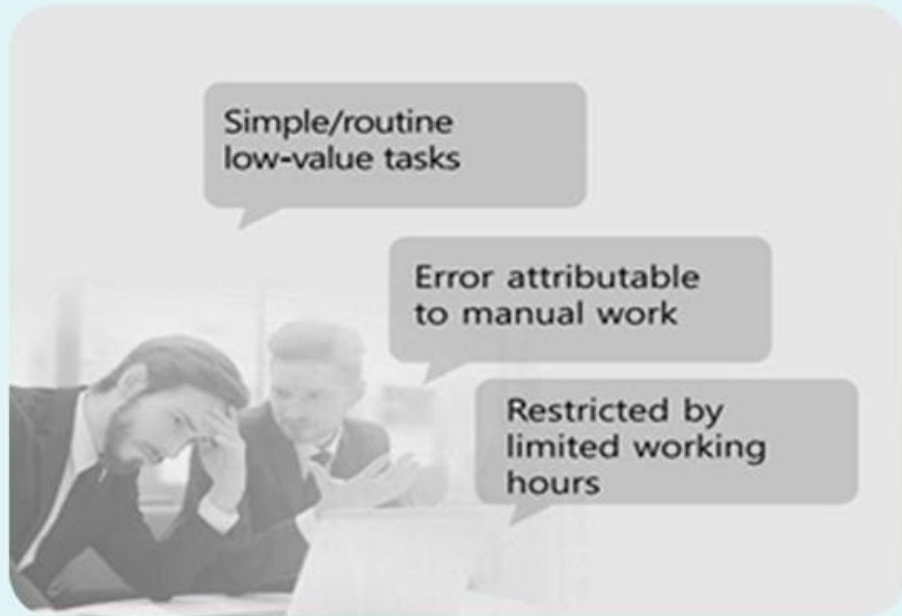 Simple/routine
low-value tasks
Error attributable
to manual work
Restricted by
limited working
hours